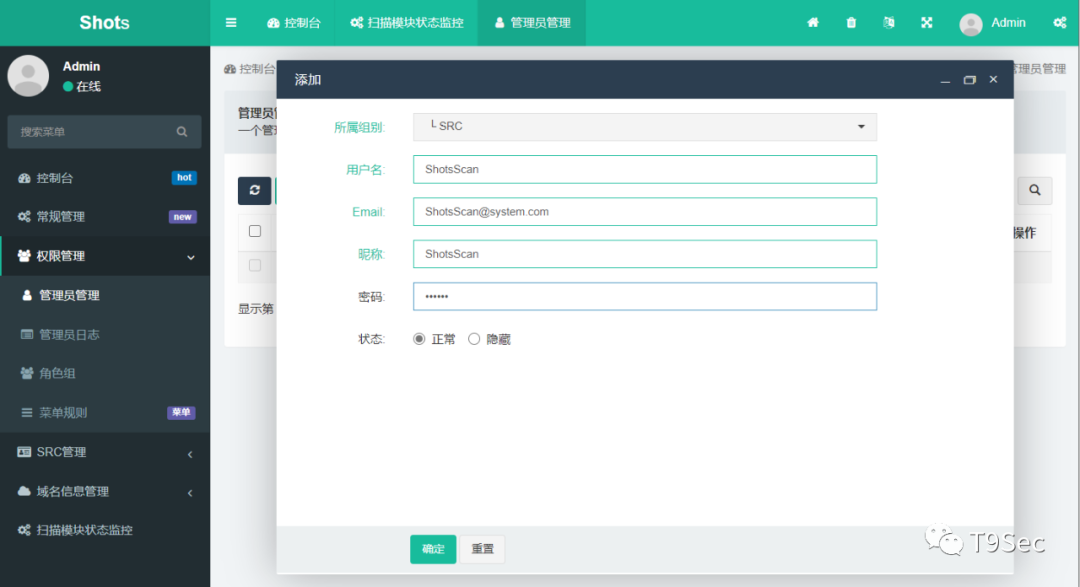 Shots
控制台
扫描模块状态监控
管理员管理
Admin
Admin
在线
搜索菜单
控制台 hot
常规管理 new
权限管理
管理员管理
管理员日志
角色组
菜单规则 菜单
SRC管理
域名信息管理
扫描模块状态监控
控制台
管理员管理
管理员
一个管
操作
显示第
添加
所属组别: └ SRC
用户名: ShotsScan
Email: ShotsScan@system.com
昵称: ShotsScan
密码: ••••••
状态: 正常 隐藏
确定 重置
T9Sec